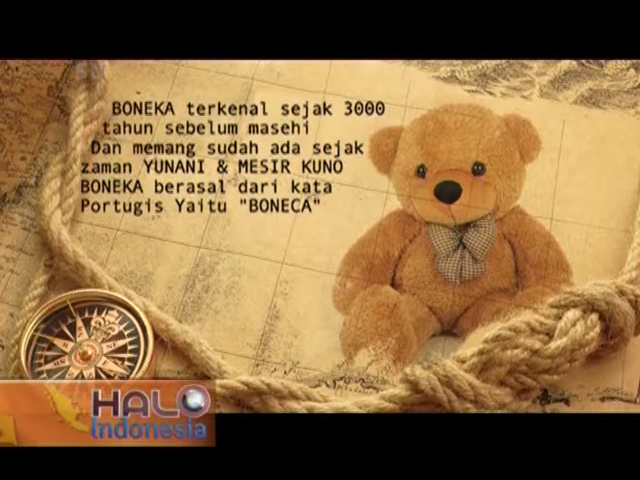 BONEKA terkenal sejak 3000
tahun sebelum masehi
Dan memang sudah ada sejak
zaman YUNANI & MESIR KUNO
BONEKA berasal dari kata
Portugis Yaitu "BONECA"
HALO
Indonesia